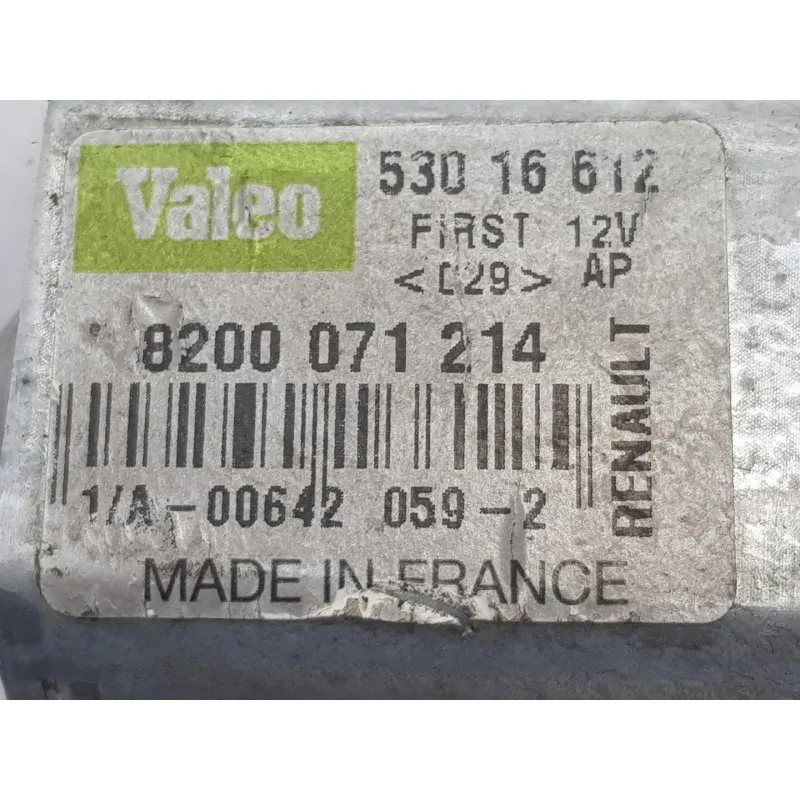 Valeo
530 16 612
FIRST 12V
<029> AP
8200 071 214
RENAULT
1/A-00642 059-2
MADE IN FRANCE